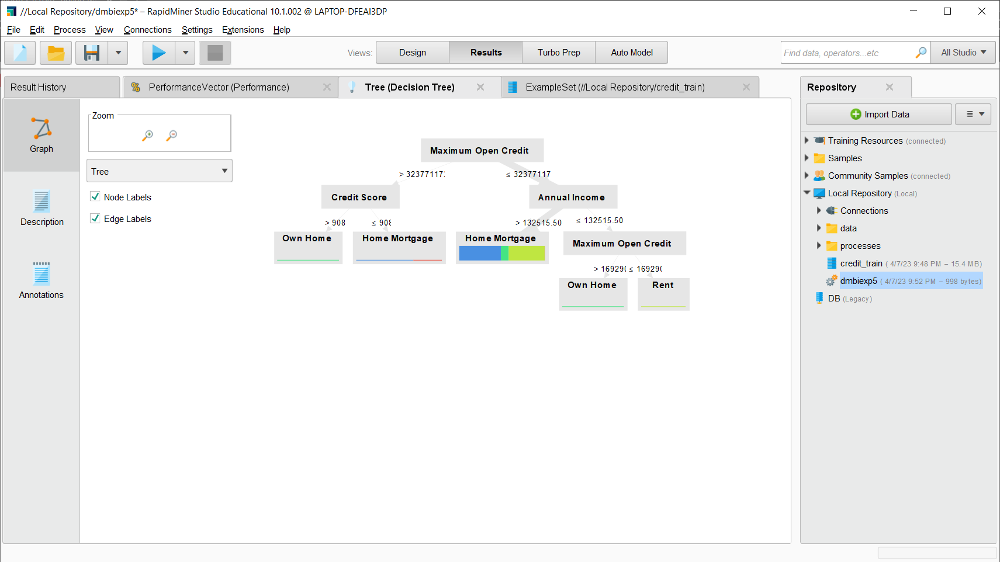 //Local Repository/dmbiexp5* – RapidMiner Studio Educational 10.1.002 @ LAPTOP-DFEAI3DP
File Edit Process View Connections Settings Extensions Help
Views: Design Results Turbo Prep Auto Model
Find data, operators...etc
All Studio
Result History
% PerformanceVector (Performance)
Tree (Decision Tree)
ExampleSet (//Local Repository/credit_train)
Repository
Graph
Description
Annotations
Zoom
Tree
Node Labels
Edge Labels
Maximum Open Credit
> 32377117 ≤ 32377117
Credit Score
Annual Income
> 908 ≤ 908
> 132515.50 ≤ 132515.50
Own Home
Home Mortgage
Home Mortgage
Maximum Open Credit
> 16929 ≤ 16929
Own Home
Rent
Import Data
Training Resources (connected)
Samples
Community Samples (connected)
Local Repository (Local)
Connections
data
processes
credit_train ( 4/7/23 9:48 PM – 15.4 MB)
dmbiexp5 ( 4/7/23 9:52 PM – 998 bytes)
DB (Legacy)